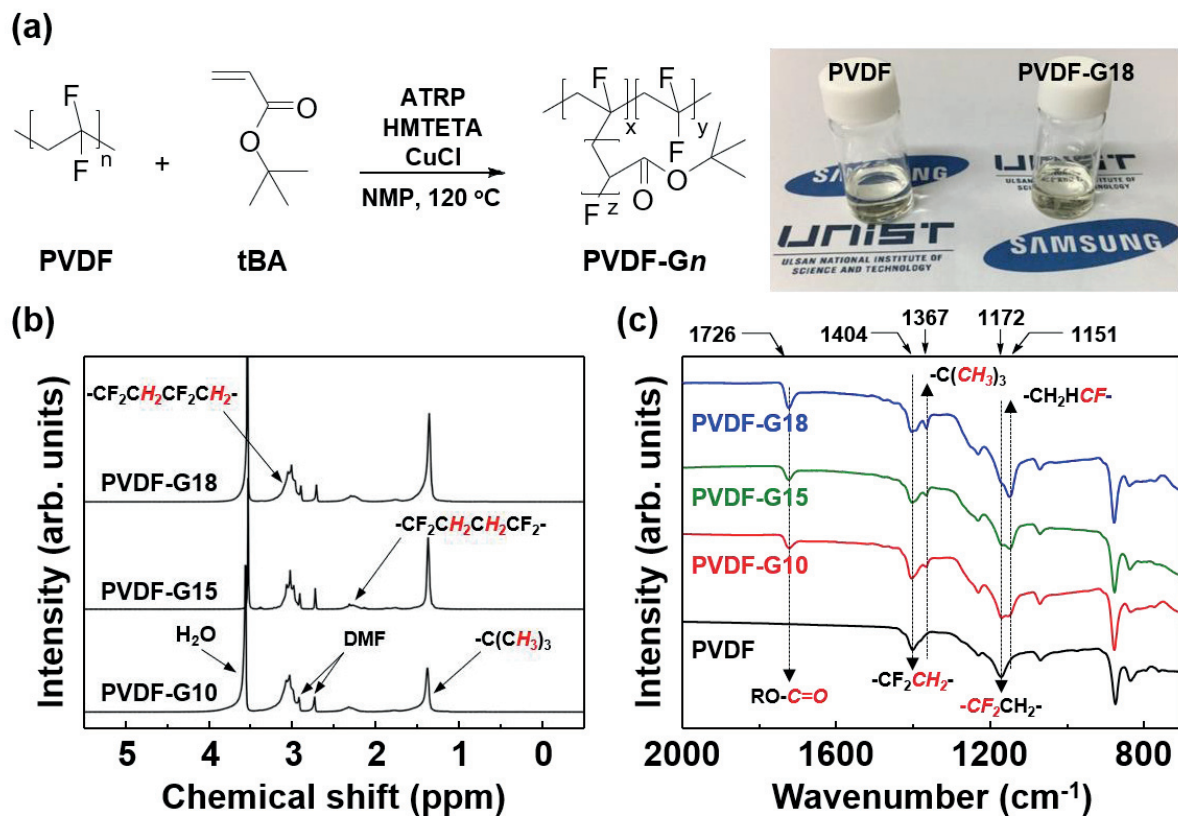 (a)
F
F
n
+
O
O
ATRP
HMTETA
CuCl
NMP, 120 °C
F
x
F
F
y
F
z
O
O
PVDF
tBA
PVDF-Gn
PVDF
PVDF-G18
SAMSUNG
UNIST
ULSAN NATIONAL INSTITUTE OF
SCIENCE AND TECHNOLOGY
SAMSUNG
(b)
Intensity (arb. units)
-CF₂CH₂CF₂CH₂-
PVDF-G18
-CF₂CH₂CH₂CF₂-
PVDF-G15
H₂O
DMF
-C(CH₃)₃
PVDF-G10
5
4
3
2
1
0
Chemical shift (ppm)
(c)
1726
1404
1367
1172
1151
Intensity (arb. units)
-C(CH₃)₃
-CH₂HCF-
PVDF-G18
PVDF-G15
PVDF-G10
PVDF
RO-C=O
-CF₂CH₂-
-CF₂CH₂-
2000
1600
1200
800
Wavenumber (cm⁻¹)